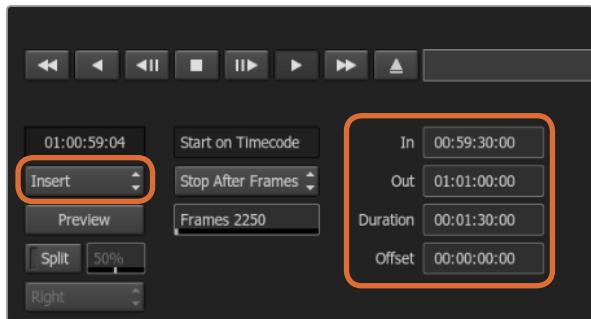 01:00:59:04 Start on Timecode In 00:59:30:00
Insert Stop After Frames Out 01:01:00:00
Preview Frames 2250 Duration 00:01:30:00
Split 50% Offset 00:00:00:00
Right